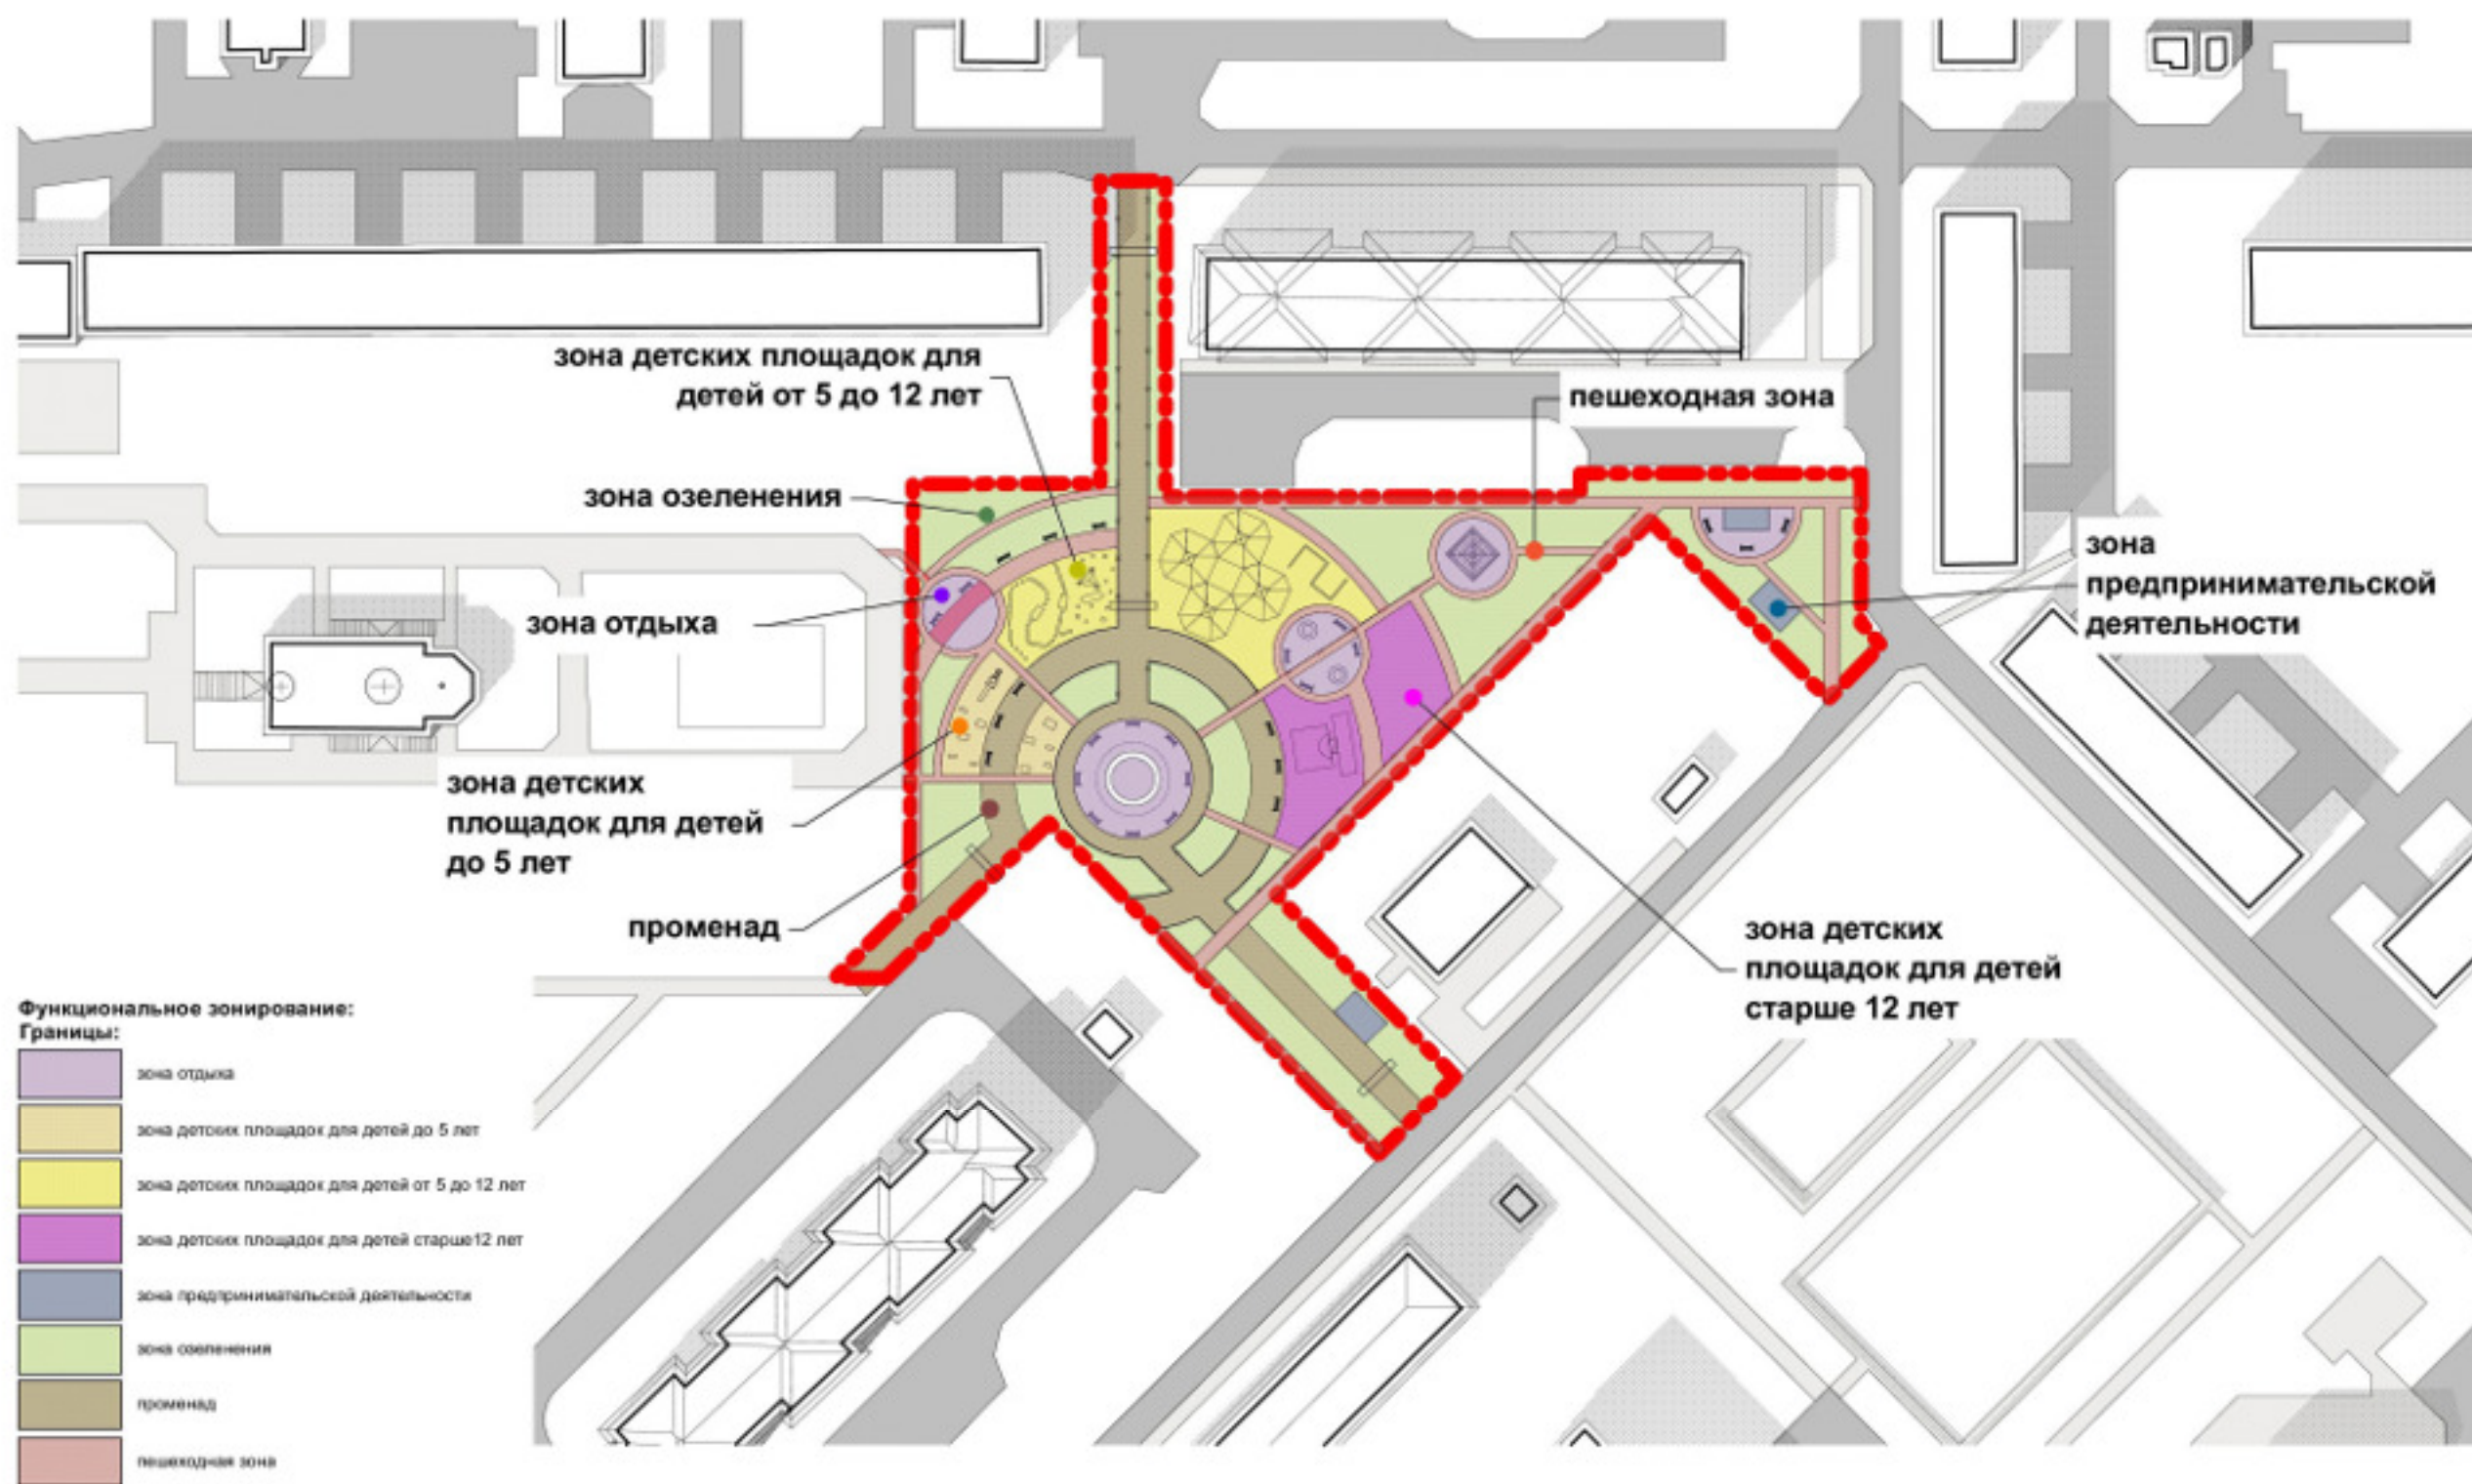 зона детских площадок для
детей от 5 до 12 лет
пешеходная зона
зона озеленения
зона
предпринимательской
деятельности
зона отдыха
зона детских
площадок для детей
до 5 лет
променад
зона детских
площадок для детей
старше 12 лет
Функциональное зонирование:
Границы:
зона отдыха
зона детских площадок для детей до 5 лет
зона детских площадок для детей от 5 до 12 лет
зона детских площадок для детей старше12 лет
зона предпринимательской деятельности
зона озеленения
променад
пешеходная зона